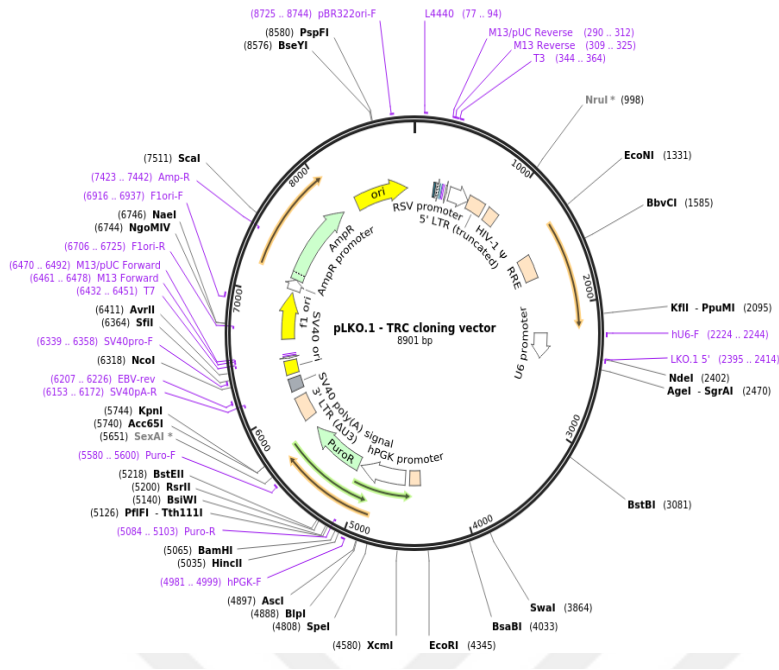 (8725 .. 8744) pBR322ori-F
L4440 (77 .. 94)
(8580) PspFI
(8576) BseYI
M13/pUC Reverse (290 .. 312)
M13 Reverse (309 .. 325)
T3 (344 .. 364)
NruI * (998)
EcoNI (1331)
BbvCI (1585)
KflI - PpuMI (2095)
hU6-F (2224 .. 2244)
LKO.1 5' (2395 .. 2414)
NdeI (2402)
AgeI - SgrAI (2470)
BstBI (3081)
SwaI (3864)
BsaBI (4033)
EcoRI (4345)
(4580) XcmI
(4808) SpeI
(4888) BlpI
(4897) AscI
(4981 .. 4999) hPGK-F
(5035) HincII
(5065) BamHI
(5084 .. 5103) Puro-R
(5126) PflFI - Tth111I
(5140) BsiWI
(5200) RsrII
(5218) BstEII
(5580 .. 5600) Puro-F
(5651) SexAI *
(5740) Acc65I
(5744) KpnI
(6153 .. 6172) SV40pA-R
(6207 .. 6226) EBV-rev
(6318) NcoI
(6339 .. 6358) SV40pro-F
(6364) SfiI
(6411) AvrII
(6432 .. 6451) T7
(6461 .. 6478) M13 Forward
(6470 .. 6492) M13/pUC Forward
(6706 .. 6725) F1ori-R
(6744) NgoMIV
(6746) NaeI
(6916 .. 6937) F1ori-F
(7423 .. 7442) Amp-R
(7511) ScaI
1000
2000
3000
4000
5000
6000
7000
8000
ori
RSV promoter
5' LTR (truncated)
HIV-1 Ψ
RRE
U6 promoter
hPGK promoter
PuroR
3' LTR (ΔU3)
SV40 poly(A) signal
SV40 ori
f1 ori
AmpR promoter
AmpR
pLKO.1 - TRC cloning vector
8901 bp